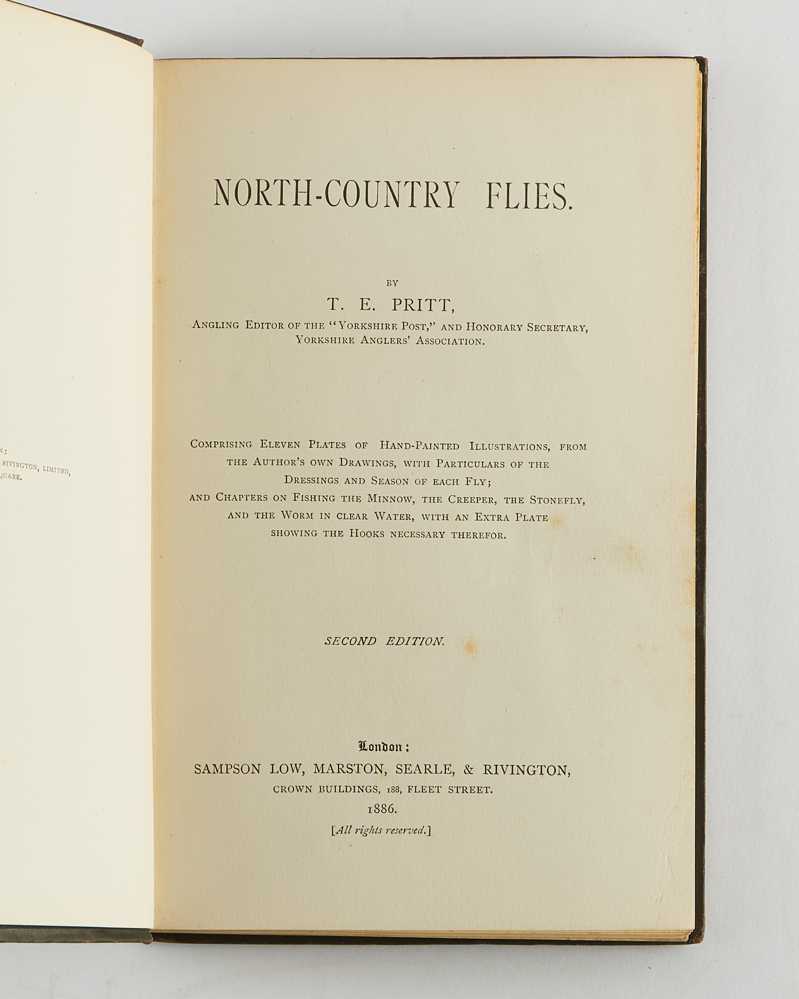 RIVINGTON, LIMITED,
NORTH-COUNTRY FLIES.
BY
T. E. PRITT,
Angling Editor of the "Yorkshire Post," and Honorary Secretary,
Yorkshire Anglers' Association.
Comprising Eleven Plates of Hand-Painted Illustrations, from
the Author's own Drawings, with Particulars of the
Dressings and Season of each Fly;
and Chapters on Fishing the Minnow, the Creeper, the Stonefly,
and the Worm in clear Water, with an Extra Plate
showing the Hooks necessary therefor.
SECOND EDITION.
London:
SAMPSON LOW, MARSTON, SEARLE, & RIVINGTON,
CROWN BUILDINGS, 188, FLEET STREET.
1886.
[All rights reserved.]